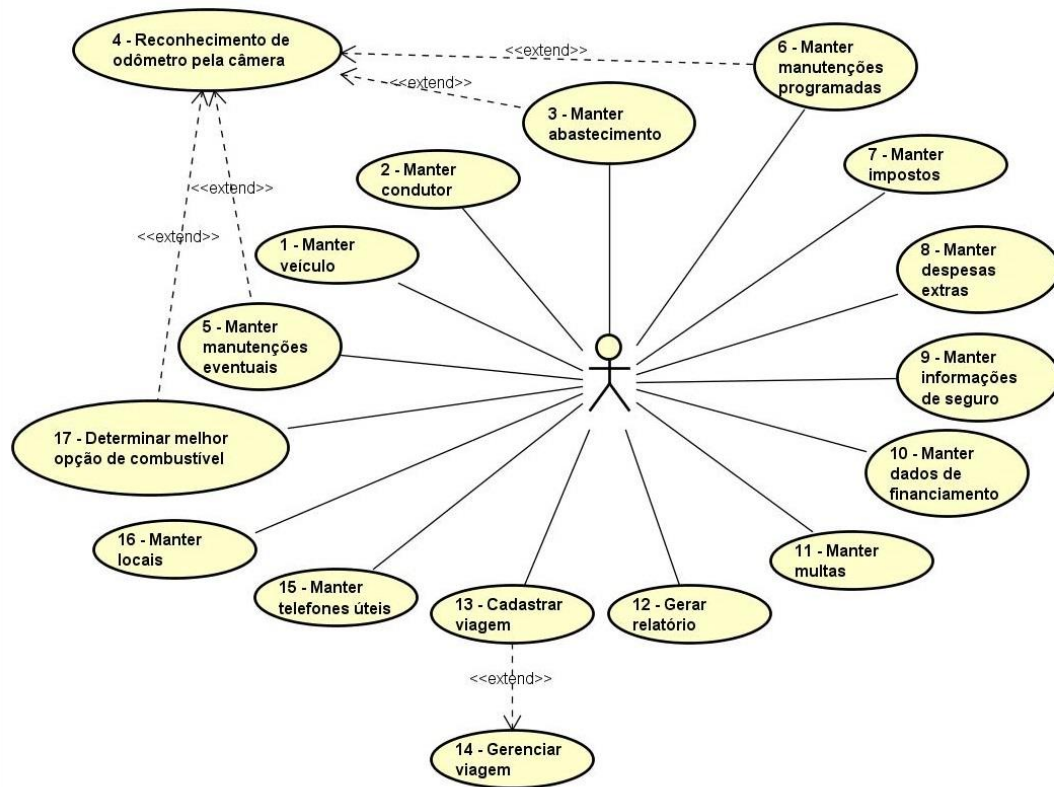 4 - Reconhecimento de
odômetro pela câmera
<<extend>>
6 - Manter
manutenções
programadas
<<extend>>
3 - Manter
abastecimento
2 - Manter
condutor
7 - Manter
impostos
<<extend>>
<<extend>>
1 - Manter
veículo
8 - Manter
despesas
extras
5 - Manter
manutenções
eventuais
9 - Manter
informações
de seguro
17 - Determinar melhor
opção de combustível
10 - Manter
dados de
financiamento
16 - Manter
locais
11 - Manter
multas
15 - Manter
telefones úteis
13 - Cadastrar
viagem
12 - Gerar
relatório
<<extend>>
14 - Gerenciar
viagem